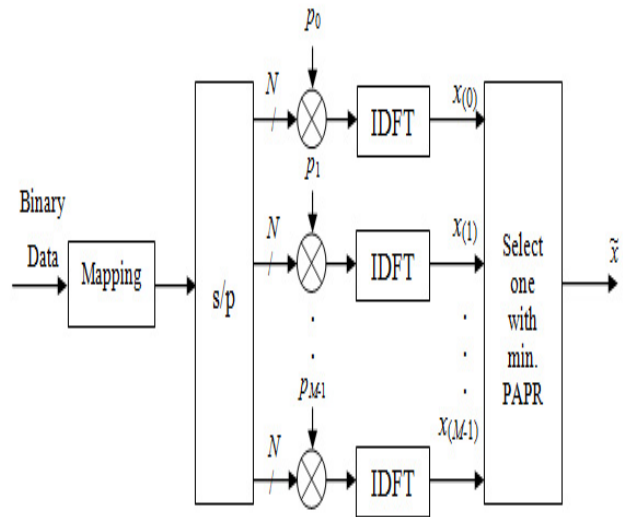 p0
N
IDFT
x(0)
p1
N
IDFT
x(1)
Binary
Data
Mapping
s/p
Select
one
with
min.
PAPR
x̃
.
.
.
.
.
.
pM-1
N
IDFT
x(M-1)